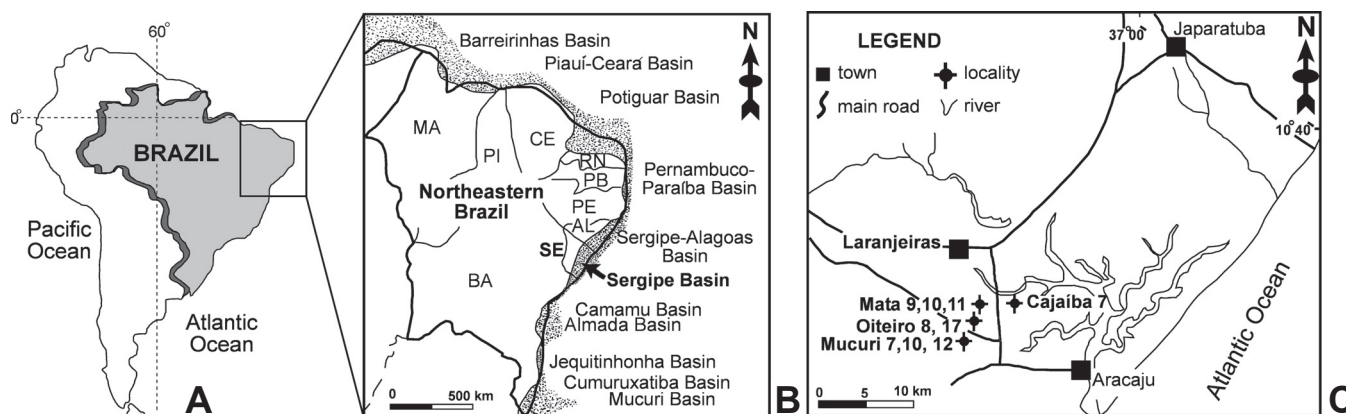 60°
0°
BRAZIL
Pacific
Ocean
Atlantic
Ocean
A
N
Barreirinhas Basin
Piauí-Ceará Basin
Potiguar Basin
MA
PI
CE
RN
PB
PE
AL
SE
BA
Northeastern
Brazil
Pernambuco-
Paraíba Basin
Sergipe-Alagoas
Basin
Sergipe Basin
Camamu Basin
Almada Basin
Jequitinhonha Basin
Cumuruxatiba Basin
Mucuri Basin
0 500 km
B
LEGEND
town
locality
main road
river
37°00'
Japaratuba
N
10°40'
Laranjeiras
Mata 9,10,11
Cajaíba 7
Oiteiro 8, 17
Mucuri 7,10, 12
Aracaju
Atlantic Ocean
0 5 10 km
C